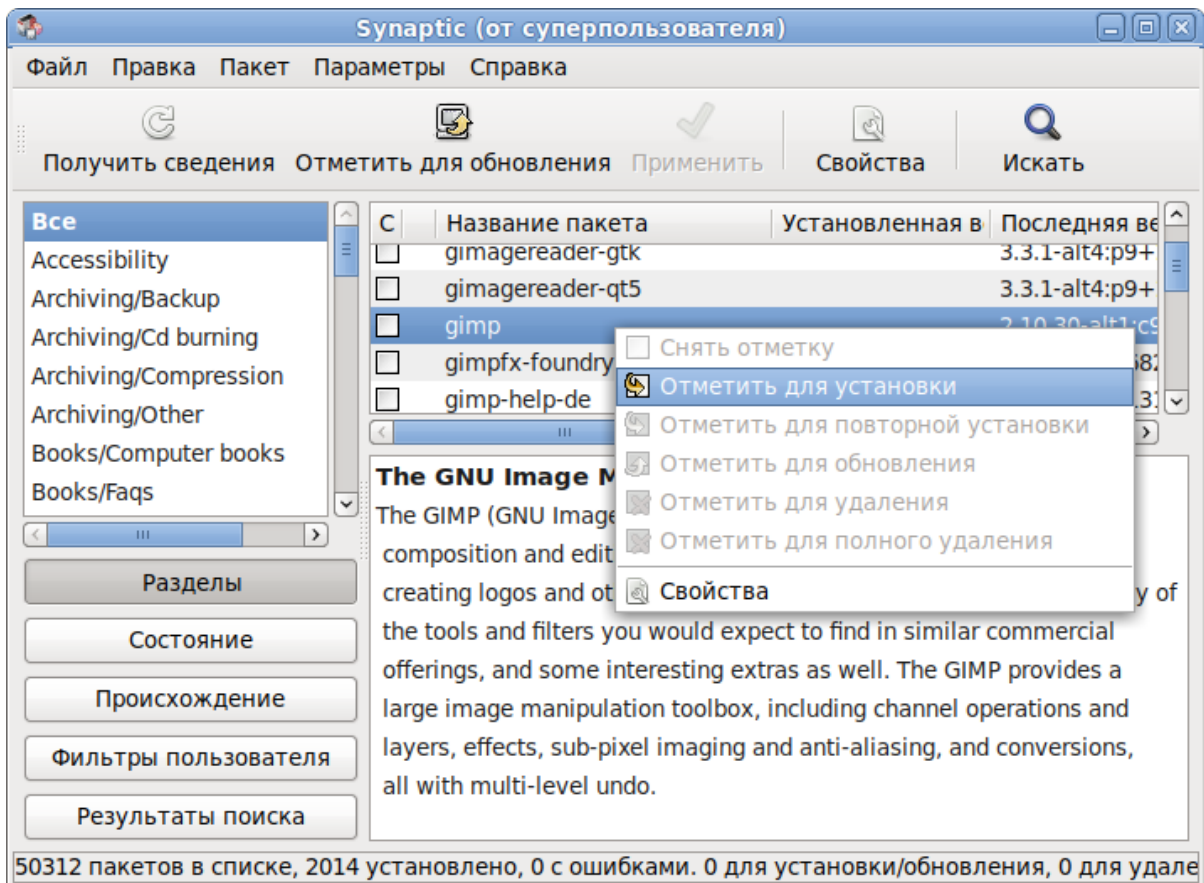 Synaptic (от суперпользователя)
Файл Правка Пакет Параметры Справка
Получить сведения Отметить для обновления Применить Свойства Искать
Все
Accessibility
Archiving/Backup
Archiving/Cd burning
Archiving/Compression
Archiving/Other
Books/Computer books
Books/Faqs
Разделы
Состояние
Происхождение
Фильтры пользователя
Результаты поиска
С Название пакета Установленная в Последняя ве
gimagereader-gtk 3.3.1-alt4:p9+
gimagereader-qt5 3.3.1-alt4:p9+
gimp 2.10.30-alt1:c9
gimpfx-foundry
gimp-help-de
Снять отметку
Отметить для установки
Отметить для повторной установки
Отметить для обновления
Отметить для удаления
Отметить для полного удаления
Свойства
The GNU Image M
The GIMP (GNU Image
composition and edit
creating logos and ot y of
the tools and filters you would expect to find in similar commercial
offerings, and some interesting extras as well. The GIMP provides a
large image manipulation toolbox, including channel operations and
layers, effects, sub-pixel imaging and anti-aliasing, and conversions,
all with multi-level undo.
50312 пакетов в списке, 2014 установлено, 0 с ошибками. 0 для установки/обновления, 0 для удале